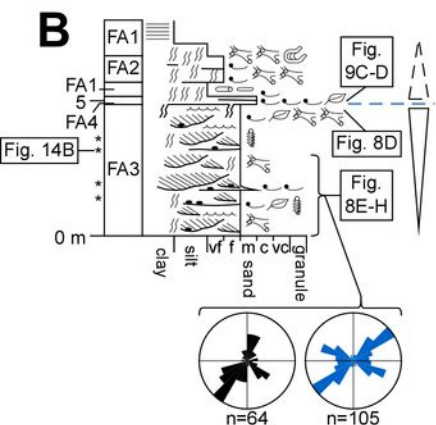 B
FA1
FA2
FA1
5
FA4
FA3
0 m
Fig. 14B
Fig.
9C-D
Fig. 8D
Fig.
8E-H
clay
silt
vf f m c vc
sand
granule
n=64
n=105